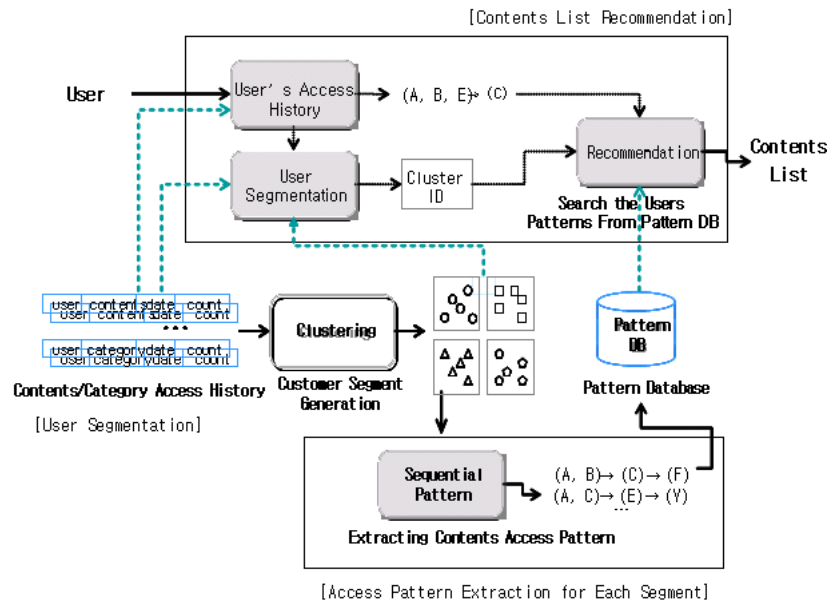 [Contents List Recommendation]
User
User's Access
History
(A, B, E)→ (C)
User
Segmentation
Cluster
ID
Recommendation
Contents
List
Search the Users
Patterns From Pattern DB
user contents date count
user contents date count
...
user category date count
user category date count
Contents/Category Access History
[User Segmentation]
Clustering
Customer Segment
Generation
Pattern
DB
Pattern Database
Sequential
Pattern
(A, B)→ (C)→ (F)
(A, C)→ (E)→ (Y)
...
Extracting Contents Access Pattern
[Access Pattern Extraction for Each Segment]